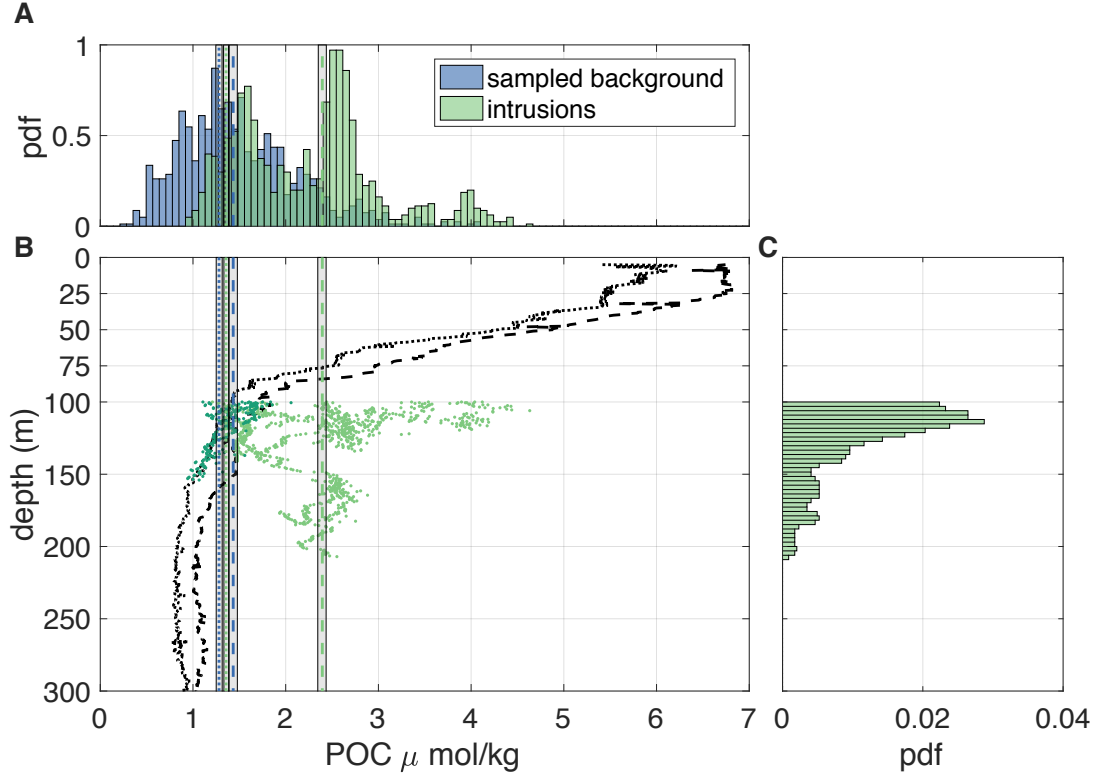 A
1
0.5
0
pdf
sampled background
intrusions
B
0
25
50
75
100
150
200
250
300
depth (m)
0 1 2 3 4 5 6 7
POC μ mol/kg
C
0 0.02 0.04
pdf